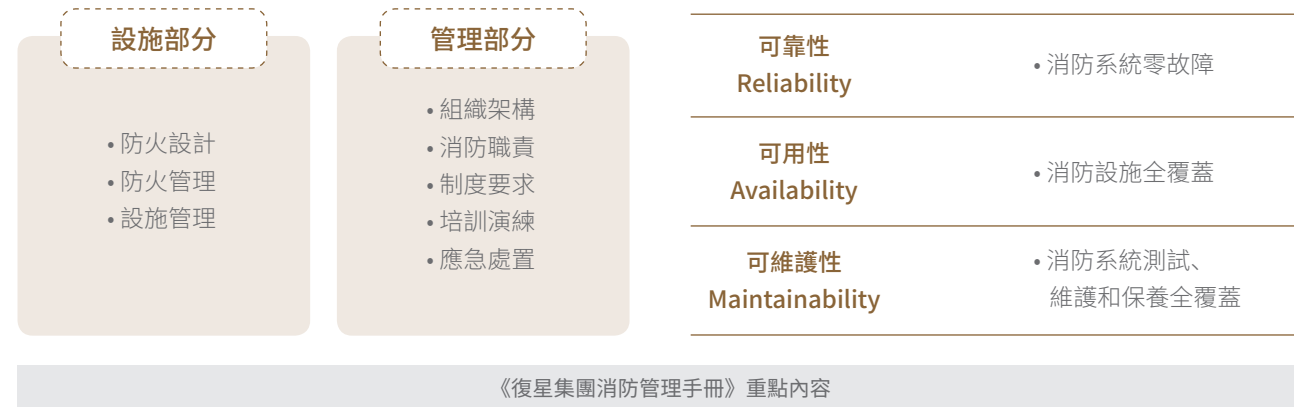 設施部分
• 防火設計
• 防火管理
• 設施管理
管理部分
• 組織架構
• 消防職責
• 制度要求
• 培訓演練
• 應急處置
可靠性
Reliability
• 消防系統零故障
可用性
Availability
• 消防設施全覆蓋
可維護性
Maintainability
• 消防系統測試、
維護和保養全覆蓋
《復星集團消防管理手冊》重點內容